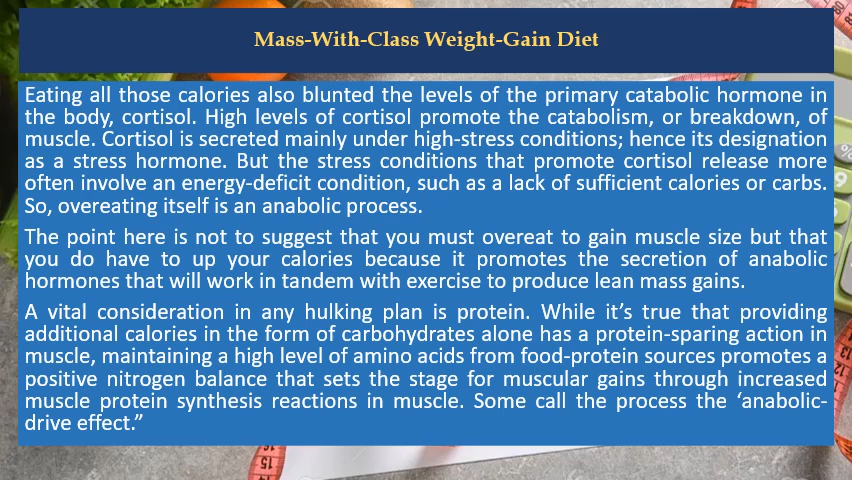 Mass-With-Class Weight-Gain Diet
Eating all those calories also blunted the levels of the primary catabolic hormone in
the body, cortisol. High levels of cortisol promote the catabolism, or breakdown, of
muscle. Cortisol is secreted mainly under high-stress conditions; hence its designation
as a stress hormone. But the stress conditions that promote cortisol release more
often involve an energy-deficit condition, such as a lack of sufficient calories or carbs.
So, overeating itself is an anabolic process.
The point here is not to suggest that you must overeat to gain muscle size but that
you do have to up your calories because it promotes the secretion of anabolic
hormones that will work in tandem with exercise to produce lean mass gains.
A vital consideration in any hulking plan is protein. While it’s true that providing
additional calories in the form of carbohydrates alone has a protein-sparing action in
muscle, maintaining a high level of amino acids from food-protein sources promotes a
positive nitrogen balance that sets the stage for muscular gains through increased
muscle protein synthesis reactions in muscle. Some call the process the ‘anabolic-
drive effect.”